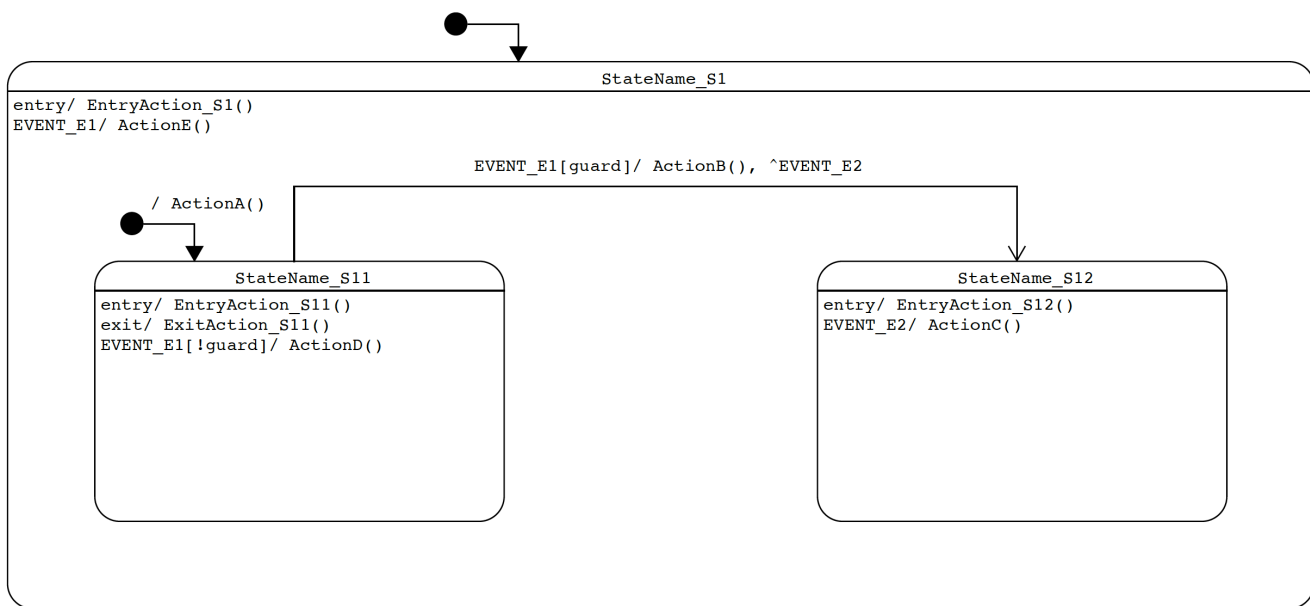 StateName_S1
entry/ EntryAction_S1()
EVENT_E1/ ActionE()
EVENT_E1[guard]/ ActionB(), ^EVENT_E2
/ ActionA()
StateName_S11
entry/ EntryAction_S11()
exit/ ExitAction_S11()
EVENT_E1[!guard]/ ActionD()
StateName_S12
entry/ EntryAction_S12()
EVENT_E2/ ActionC()